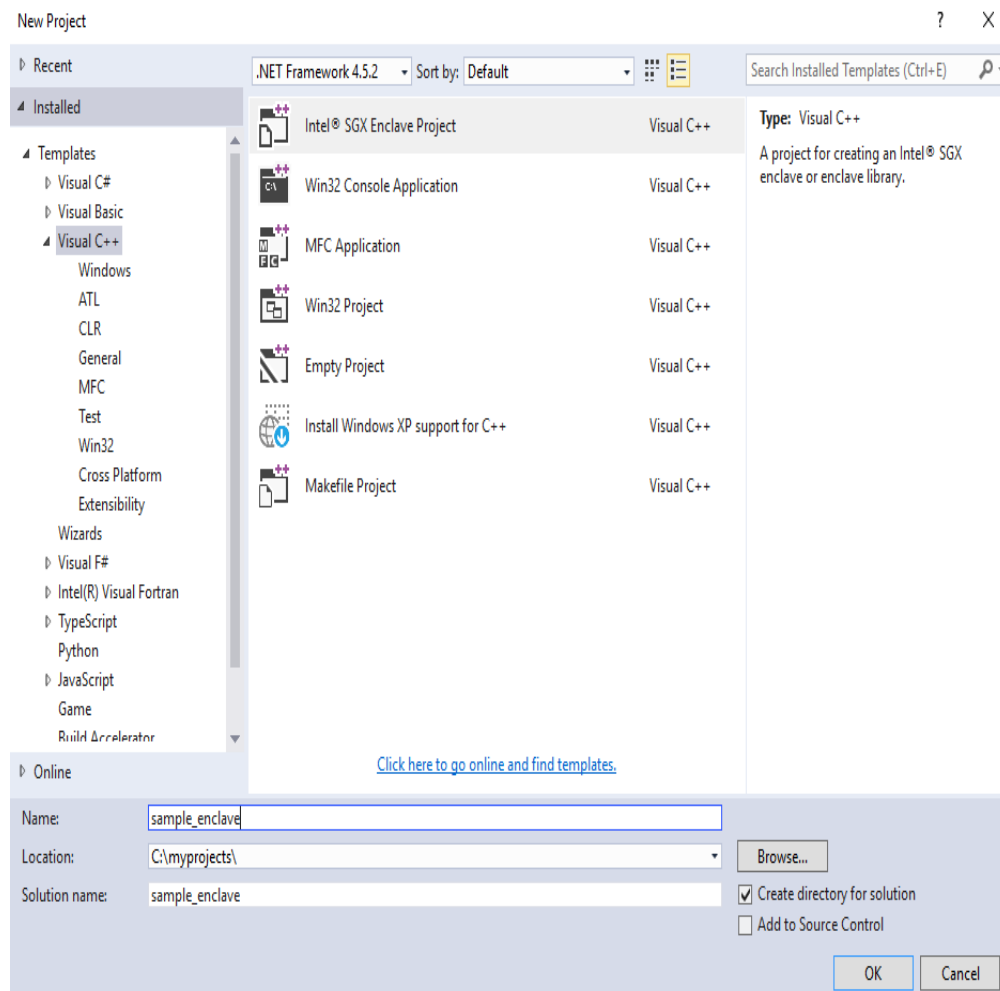 New Project
? X
Recent
.NET Framework 4.5.2 Sort by: Default
Search Installed Templates (Ctrl+E)
Installed
Templates
Visual C#
Visual Basic
Visual C++
Windows
ATL
CLR
General
MFC
Test
Win32
Cross Platform
Extensibility
Wizards
Visual F#
Intel(R) Visual Fortran
TypeScript
Python
JavaScript
Game
Build Accelerator
Online
Intel® SGX Enclave Project Visual C++
C:\ Win32 Console Application Visual C++
MFC MFC Application Visual C++
Win32 Project Visual C++
Empty Project Visual C++
Install Windows XP support for C++ Visual C++
Makefile Project Visual C++
Click here to go online and find templates.
Type: Visual C++
A project for creating an Intel® SGX
enclave or enclave library.
Name: sample_enclave
Location: C:\myprojects\ Browse...
Solution name: sample_enclave
Create directory for solution
Add to Source Control
OK Cancel